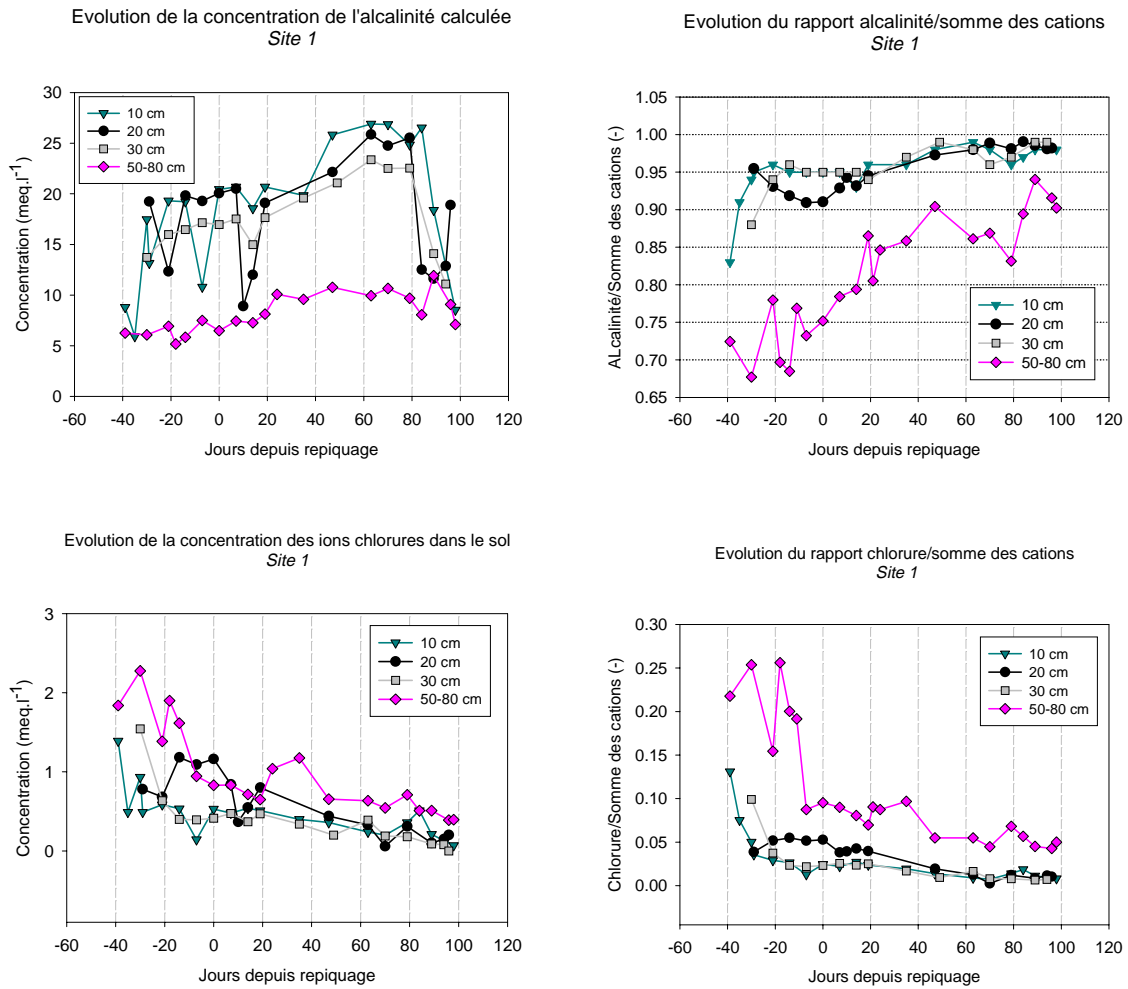 Evolution de la concentration de l'alcalinité calculée
Site 1
Concentration (meq.l-1)
30
25
20
15
10
5
0
10 cm
20 cm
30 cm
50-80 cm
-60 -40 -20 0 20 40 60 80 100 120
Jours depuis repiquage
Evolution du rapport alcalinité/somme des cations
Site 1
ALcalinité/Somme des cations (-)
1.05
1.00
0.95
0.90
0.85
0.80
0.75
0.70
0.65
10 cm
20 cm
30 cm
50-80 cm
-60 -40 -20 0 20 40 60 80 100 120
Jours depuis repiquage
Evolution de la concentration des ions chlorures dans le sol
Site 1
Concentration (meq.l-1)
3
2
1
0
10 cm
20 cm
30 cm
50-80 cm
-60 -40 -20 0 20 40 60 80 100 120
Jours depuis repiquage
Evolution du rapport chlorure/somme des cations
Site 1
Chlorure/Somme des cations (-)
0.30
0.25
0.20
0.15
0.10
0.05
0.00
10 cm
20 cm
30 cm
50-80 cm
-60 -40 -20 0 20 40 60 80 100 120
Jours depuis repiquage